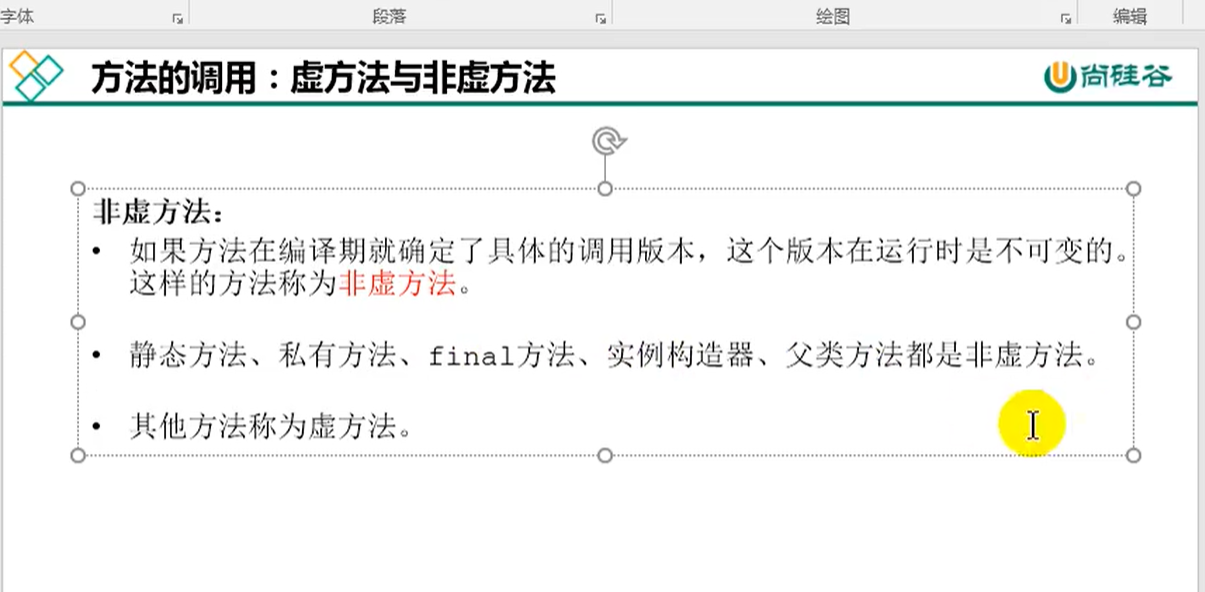 字体 段落 绘图 编辑
方法的调用：虚方法与非虚方法
尚硅谷
非虚方法：
• 如果方法在编译期就确定了具体的调用版本，这个版本在运行时是不可变的。
这样的方法称为非虚方法。
• 静态方法、私有方法、final方法、实例构造器、父类方法都是非虚方法。
• 其他方法称为虚方法。